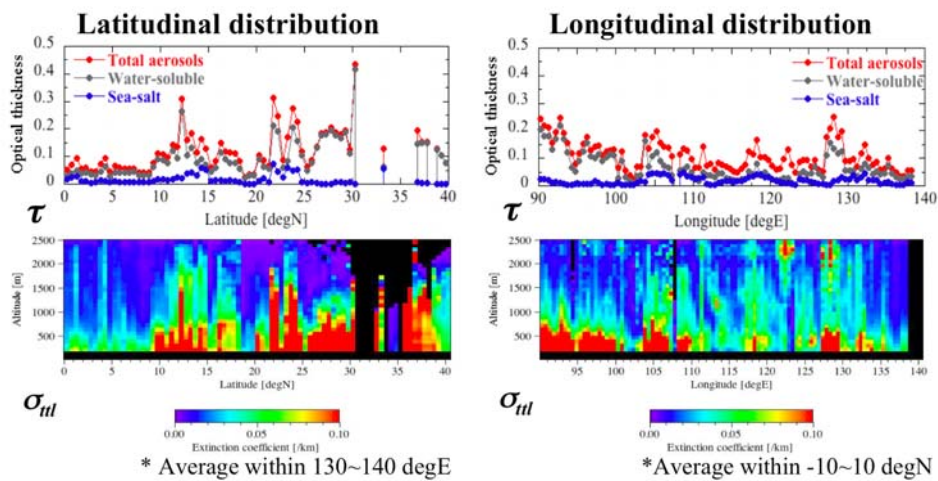 Latitudinal distribution
0.5
0.4
0.3
0.2
0.1
0
Optical thickness
Total aerosols
Water-soluble
Sea-salt
0 5 10 15 20 25 30 35 40
Latitude [degN]
τ
2500
2000
1500
1000
500
Altitude [m]
0 5 10 15 20 25 30 35 40
Latitude [degN]
σttl
0.00 0.05 0.10
Extinction coefficient [/km]
* Average within 130~140 degE
Longitudinal distribution
0.5
0.4
0.3
0.2
0.1
0
Optical thickness
Total aerosols
Water-soluble
Sea-salt
90 100 110 120 130 140
Longitude [degE]
τ
2500
2000
1500
1000
500
Altitude [m]
95 100 105 110 115 120 125 130 135 140
Longitude [degE]
σttl
0.00 0.05 0.10
Extinction coefficient [/km]
*Average within -10~10 degN